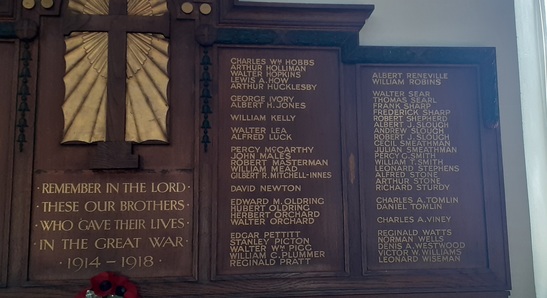 REMEMBER IN THE LORD
THESE OUR BROTHERS
WHO GAVE THEIR LIVES
IN THE GREAT WAR
1914 - 1918
CHARLES Wᴹ HOBBS
ARTHUR HOLLIMAN
WALTER HOPKINS
LEWIS A. HOW
ARTHUR HUCKLESBY
GEORGE IVORY
ALBERT H. JONES
WILLIAM KELLY
WALTER LEA
ALFRED LUCK
PERCY McCARTHY
JOHN MALES
ROBERT MASTERMAN
WILLIAM MEAD
GILBERT R. MITCHELL-INNES
DAVID NEWTON
EDWARD M. OLDRING
HUBERT OLDRING
HERBERT ORCHARD
WALTER ORCHARD
EDGAR PETTITT
STANLEY PICTON
WALTER Wᴹ PIGG
WILLIAM C. PLUMMER
REGINALD PRATT
ALBERT RENEVILLE
WILLIAM ROBINS
WALTER SEAR
THOMAS SEARL
FRANK SHARP
FREDERICK SHARP
ROBERT SHEPHERD
ALBERT J. SLOUGH
ANDREW SLOUGH
ROBERT J. SLOUGH
CECIL SMEATHMAN
JULIAN SMEATHMAN
PERCY G. SMITH
WILLIAM T. SMITH
LEONARD STEPHENS
ALFRED STONE
ARTHUR STONE
RICHARD STURDY
CHARLES A. TOMLIN
DANIEL TOMLIN
CHARLES A. VINEY
REGINALD WATTS
NORMAN WELLS
DENIS A. WESTWOOD
VICTOR W. WILLIAMS
LEONARD WISEMAN